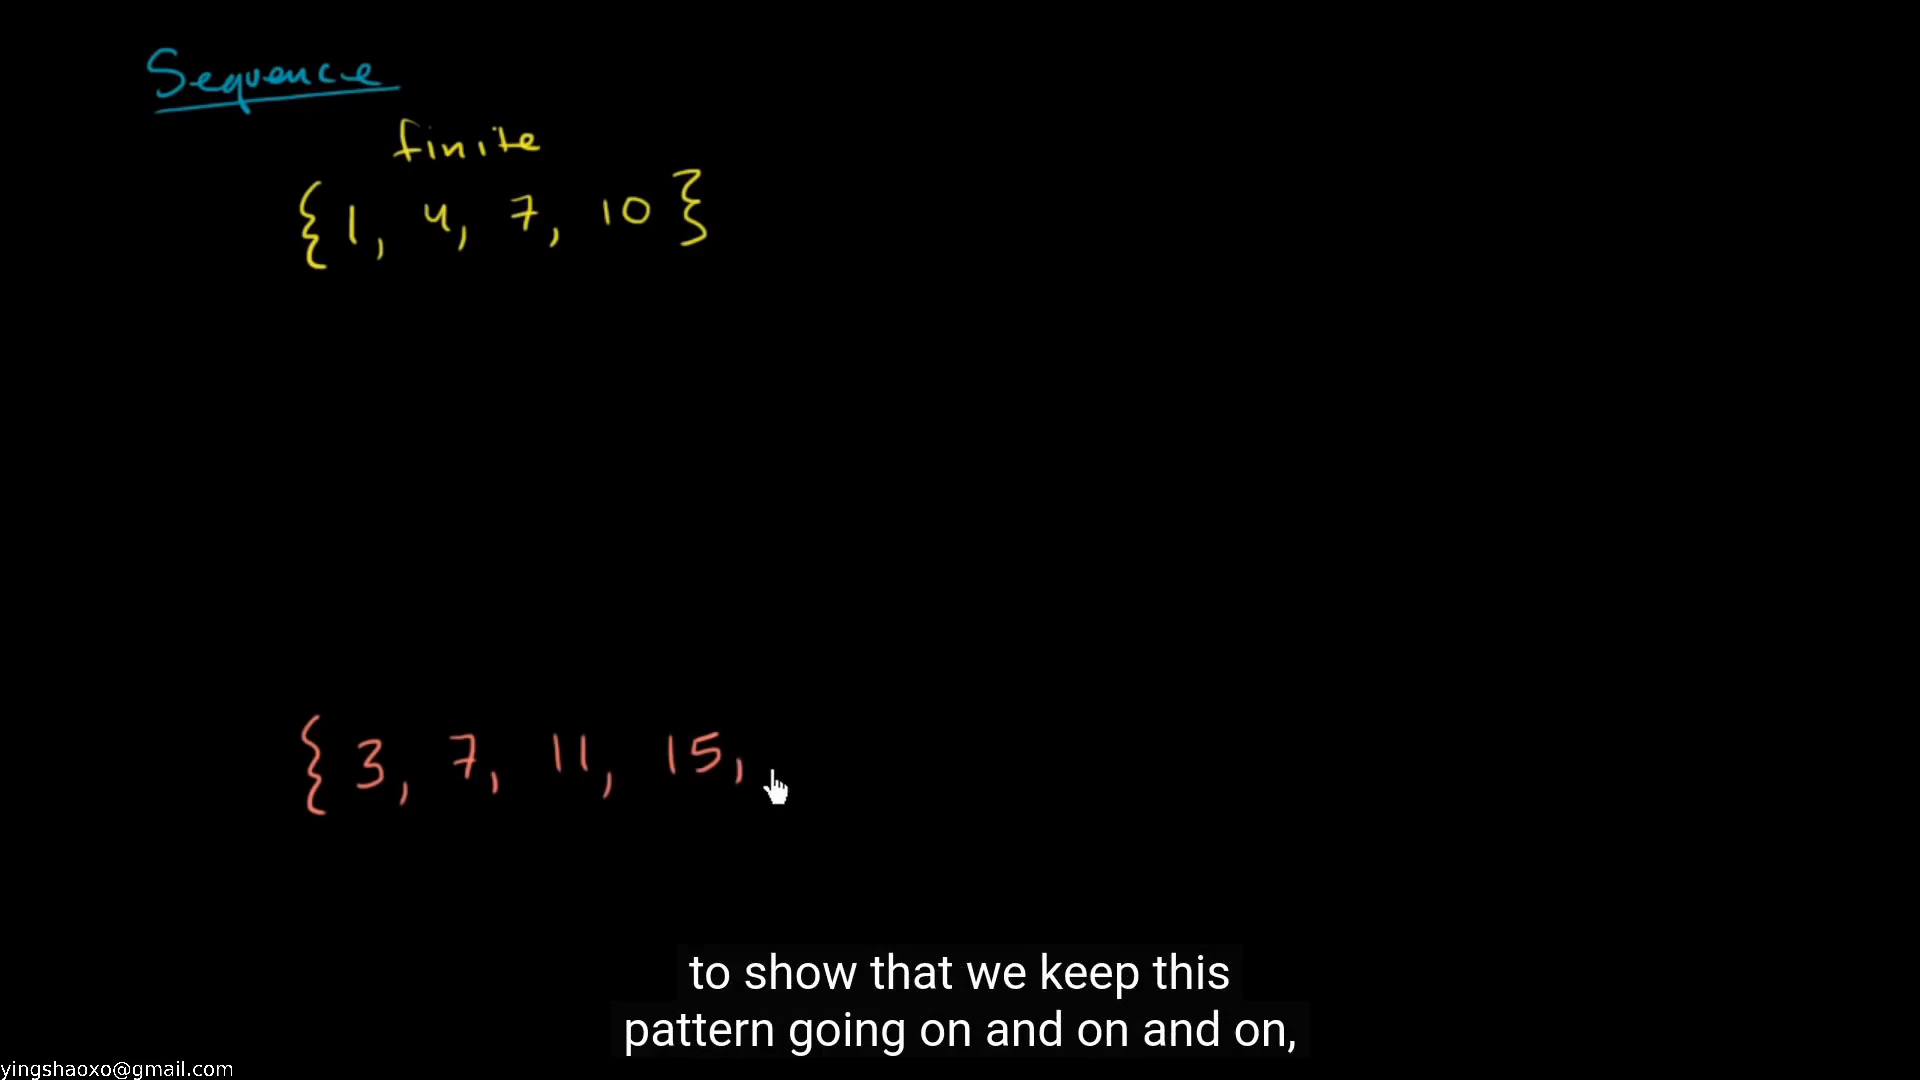 Sequence
finite
{1, 4, 7, 10}
{3, 7, 11, 15,
to show that we keep this
pattern going on and on and on,
yingshaoxo@gmail.com